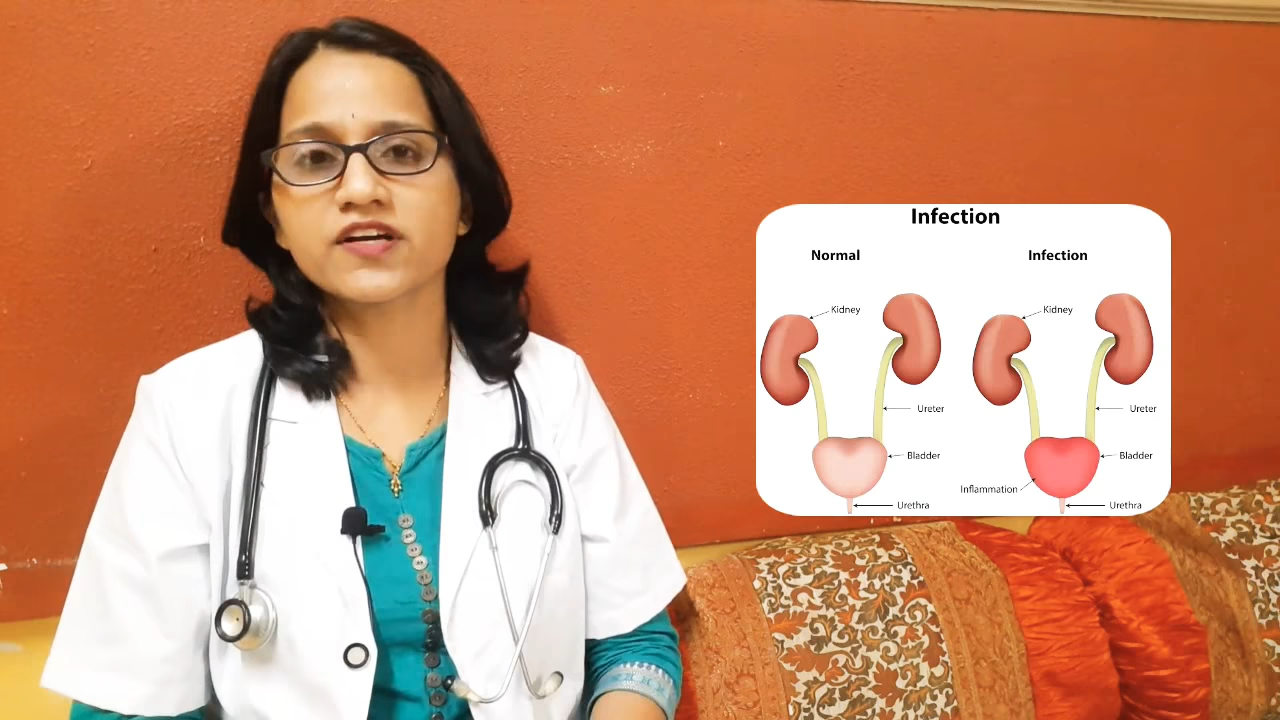 Infection
Normal
Infection
Kidney
Kidney
Ureter
Ureter
Bladder
Bladder
Inflammation
Urethra
Urethra